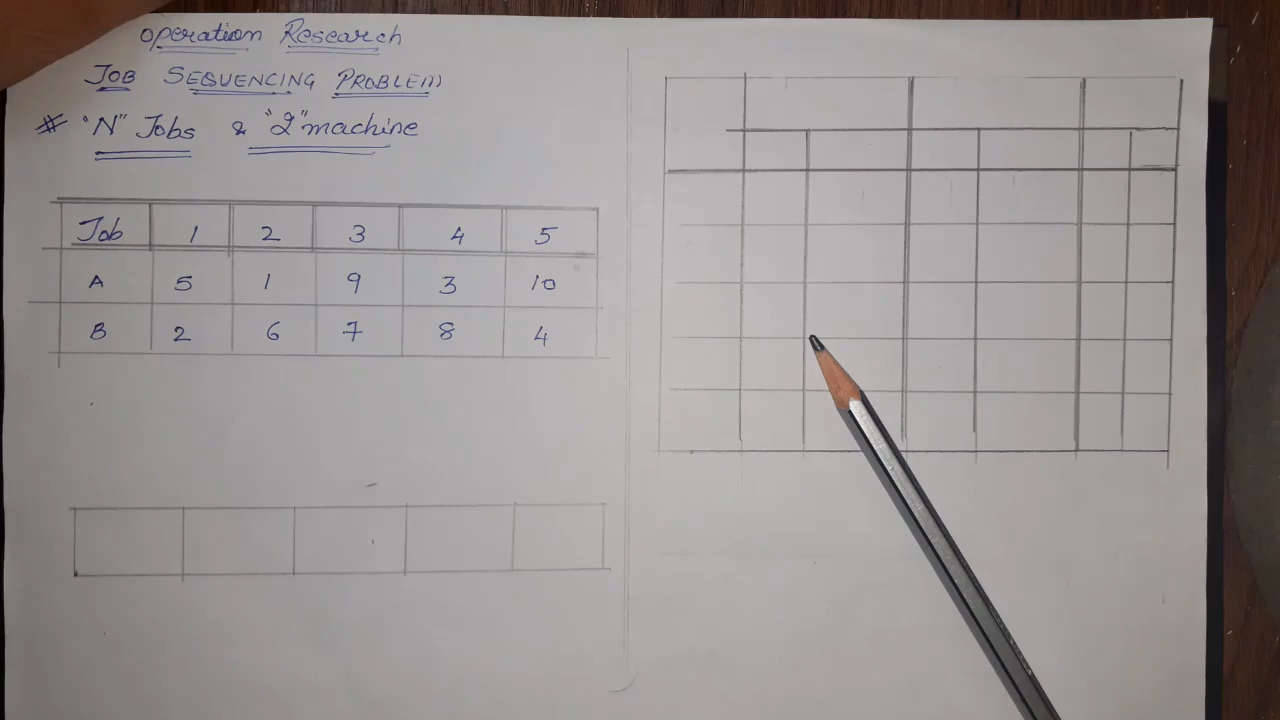 Operation Research
JOB SEQUENCING PROBLEM
* "N" Jobs & "2" machine
Job 1 2 3 4 5
A 5 1 9 3 10
B 2 6 7 8 4